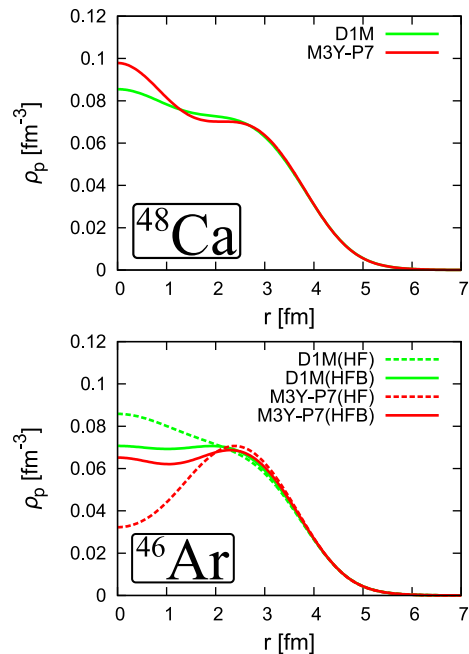 D1M
M3Y-P7
ρp [fm-3]
0.12
0.1
0.08
0.06
0.04
0.02
0
48Ca
0 1 2 3 4 5 6 7
r [fm]
D1M(HF)
D1M(HFB)
M3Y-P7(HF)
M3Y-P7(HFB)
ρp [fm-3]
0.12
0.1
0.08
0.06
0.04
0.02
0
46Ar
0 1 2 3 4 5 6 7
r [fm]